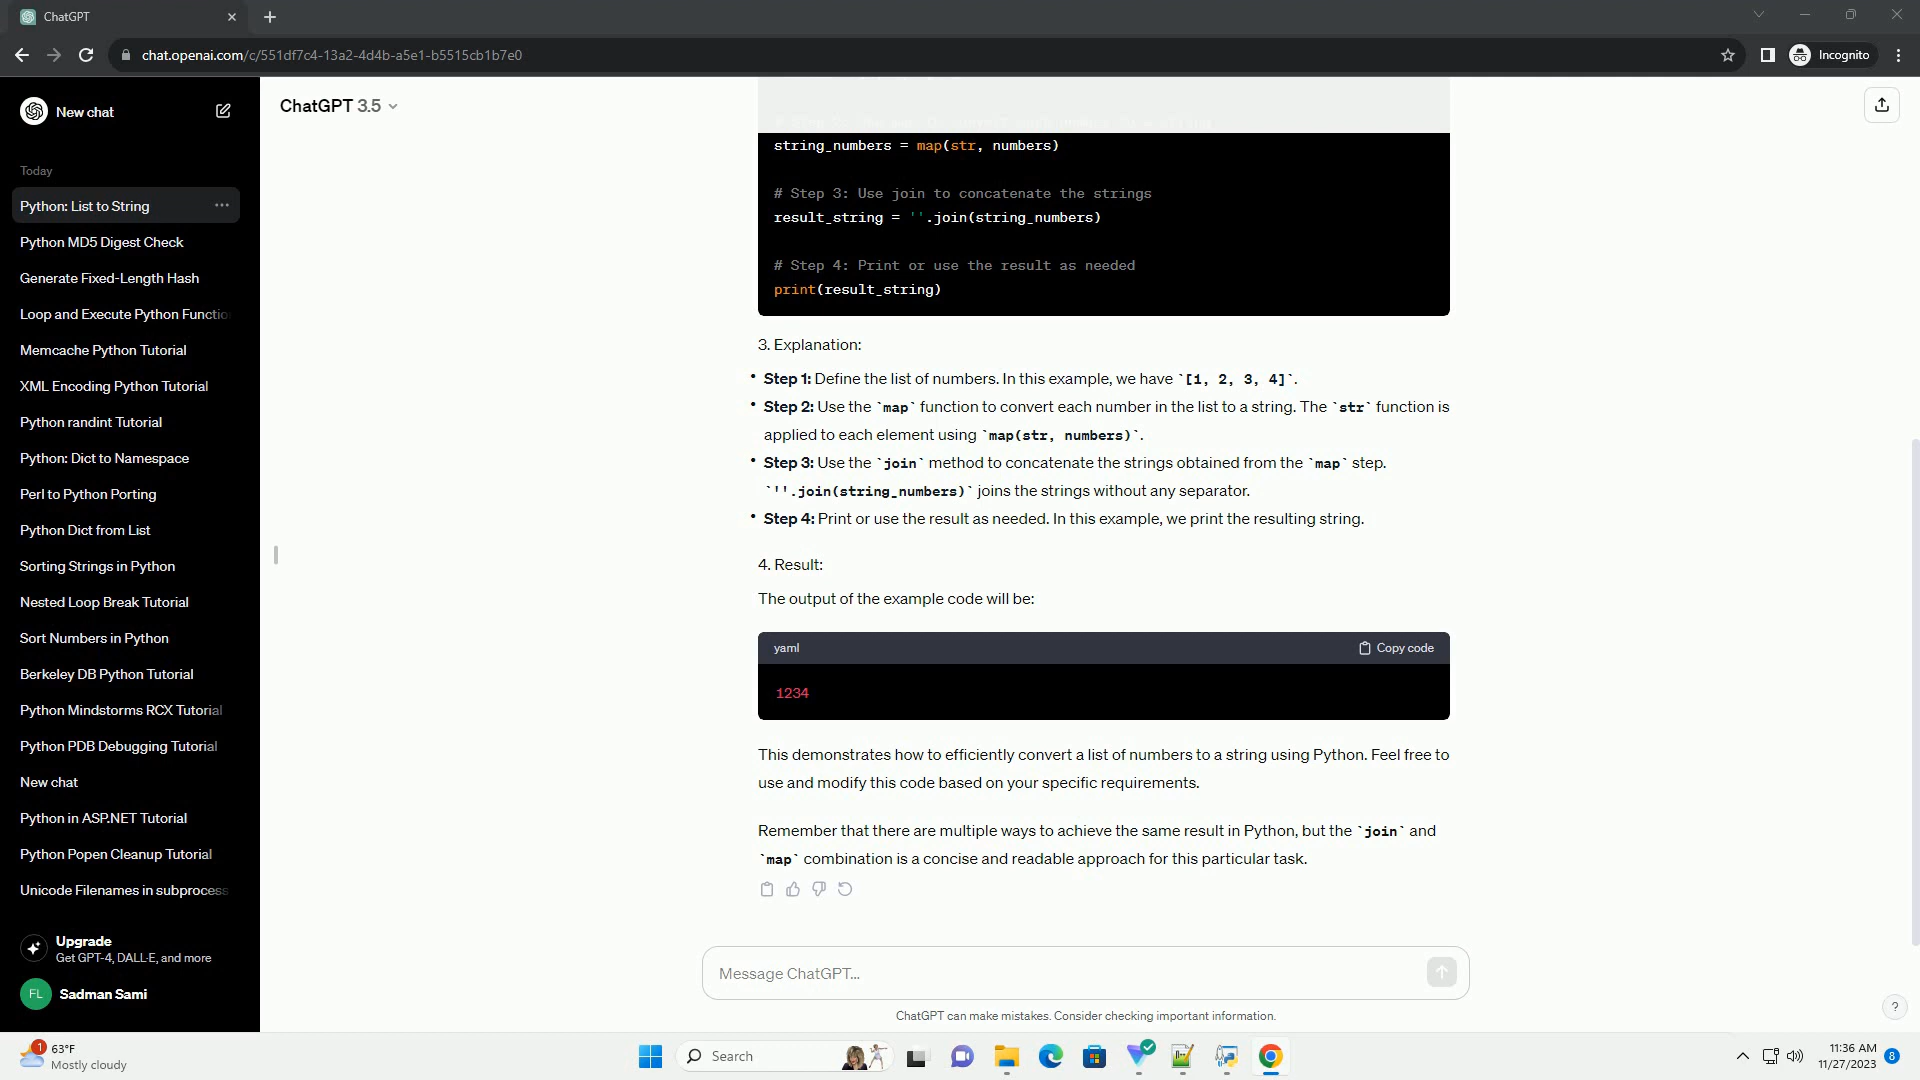 ChatGPT
chat.openai.com/c/551df7c4-13a2-4d4b-a5e1-b5515cb1b7e0
Incognito
New chat
Today
Python: List to String
Python MD5 Digest Check
Generate Fixed-Length Hash
Loop and Execute Python Functio
Memcache Python Tutorial
XML Encoding Python Tutorial
Python randint Tutorial
Python: Dict to Namespace
Perl to Python Porting
Python Dict from List
Sorting Strings in Python
Nested Loop Break Tutorial
Sort Numbers in Python
Berkeley DB Python Tutorial
Python Mindstorms RCX Tutorial
Python PDB Debugging Tutorial
New chat
Python in ASP.NET Tutorial
Python Popen Cleanup Tutorial
Unicode Filenames in subprocess
Upgrade
Get GPT-4, DALL·E, and more
FL
Sadman Sami
ChatGPT 3.5
string_numbers = map(str, numbers)
# Step 3: Use join to concatenate the strings
result_string = ''.join(string_numbers)
# Step 4: Print or use the result as needed
print(result_string)
3. Explanation:
• Step 1: Define the list of numbers. In this example, we have `[1, 2, 3, 4]`.
• Step 2: Use the `map` function to convert each number in the list to a string. The `str` function is
applied to each element using `map(str, numbers)`.
• Step 3: Use the `join` method to concatenate the strings obtained from the `map` step.
`''.join(string_numbers)` joins the strings without any separator.
• Step 4: Print or use the result as needed. In this example, we print the resulting string.
4. Result:
The output of the example code will be:
yaml
Copy code
1234
This demonstrates how to efficiently convert a list of numbers to a string using Python. Feel free to
use and modify this code based on your specific requirements.
Remember that there are multiple ways to achieve the same result in Python, but the `join` and
`map` combination is a concise and readable approach for this particular task.
Message ChatGPT...
ChatGPT can make mistakes. Consider checking important information.
?
1
63°F
Mostly cloudy
Search
11:36 AM
11/27/2023
8